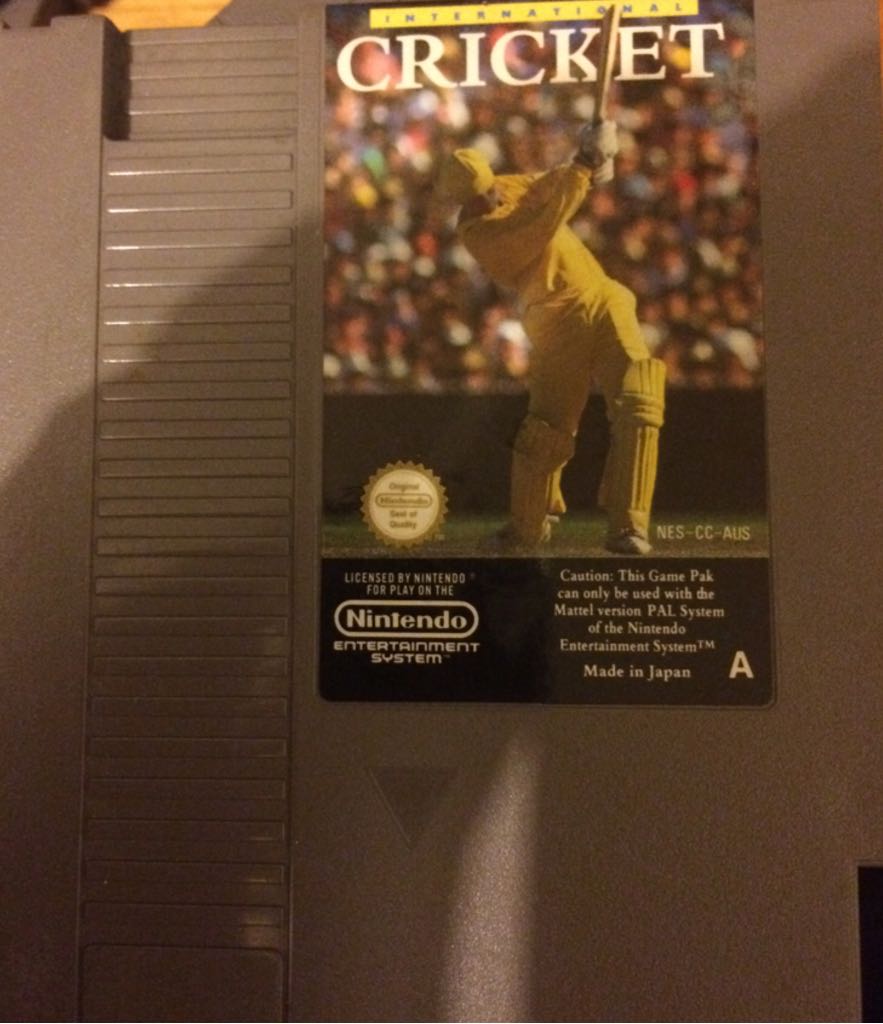 INTERNATIONAL
CRICKET
Original
Nintendo
Seal of
Quality
TM
NES-CC-AUS
LICENSED BY NINTENDO®
FOR PLAY ON THE
Nintendo
ENTERTAINMENT
SYSTEM™
Caution: This Game Pak
can only be used with the
Mattel version PAL System
of the Nintendo
Entertainment System™
Made in Japan
A